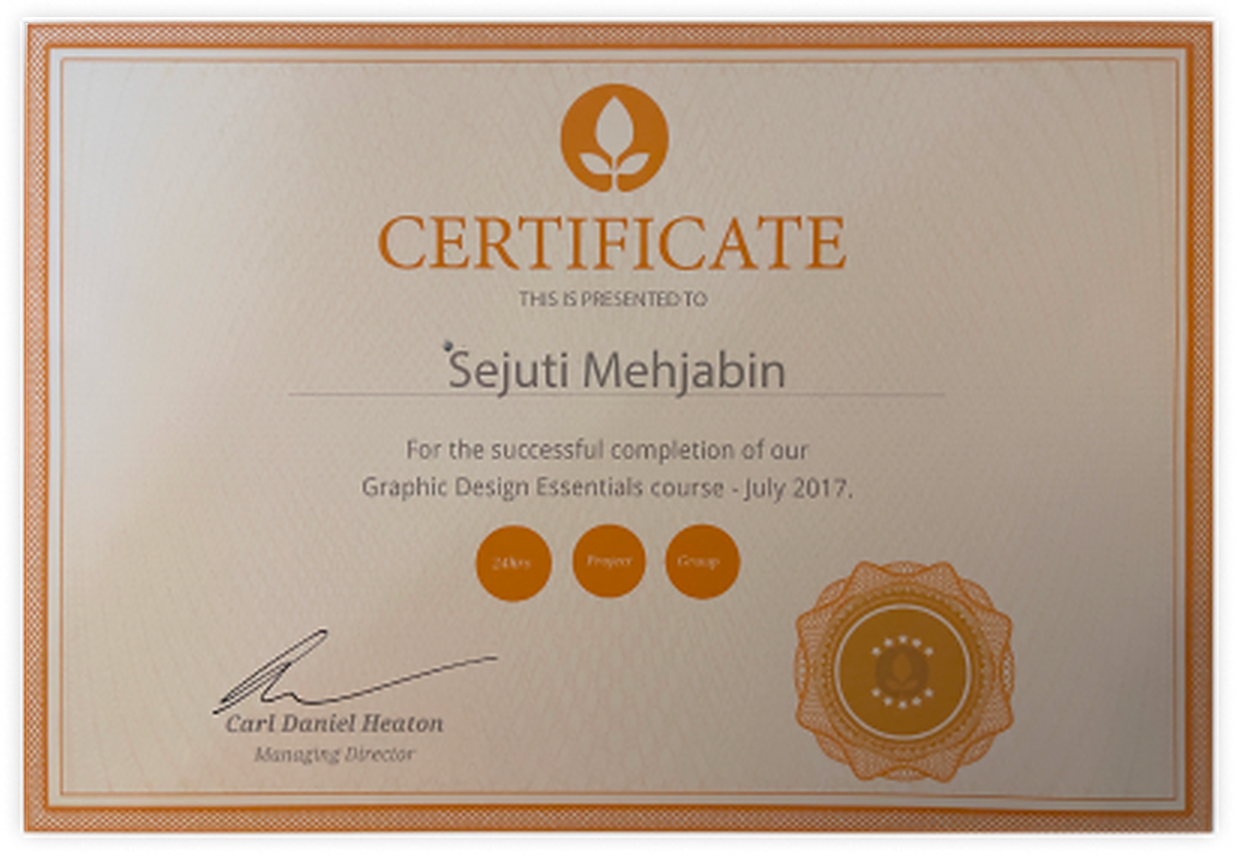 CERTIFICATE
THIS IS PRESENTED TO
Sejuti Mehjabin
For the successful completion of our
Graphic Design Essentials course - July 2017.
24hrs Project Group
Carl Daniel Heaton
Managing Director